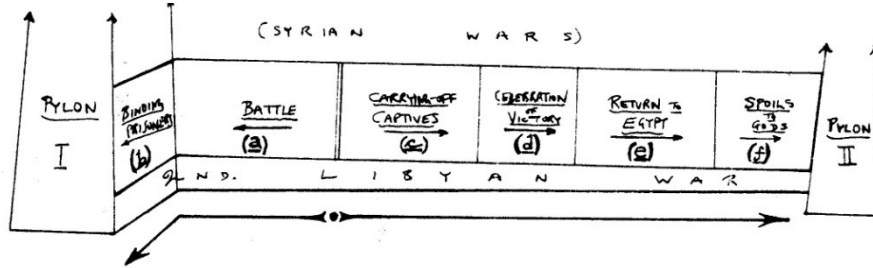 (SYRIAN WARS)
PYLON
I
BINDING
PRISONERS
(b)
BATTLE
(a)
CARRYING-OFF
CAPTIVES
(c)
CELEBRATION
OF
VICTORY
(d)
RETURN TO
EGYPT
(e)
SPOILS
TO
GODS
(f)
PYLON
II
2ND. LIBYAN WAR